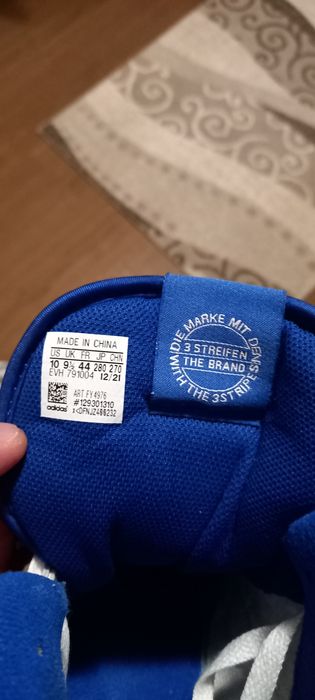 MADE IN CHINA
US UK FR JP CHN
10 9½ 44 280 270
EVH 791004 12/21
ART FY4976
#129301310
adidas
DIE MARKE MIT DEN
3 STREIFEN
THE BRAND
WITH THE 3 STRIPES